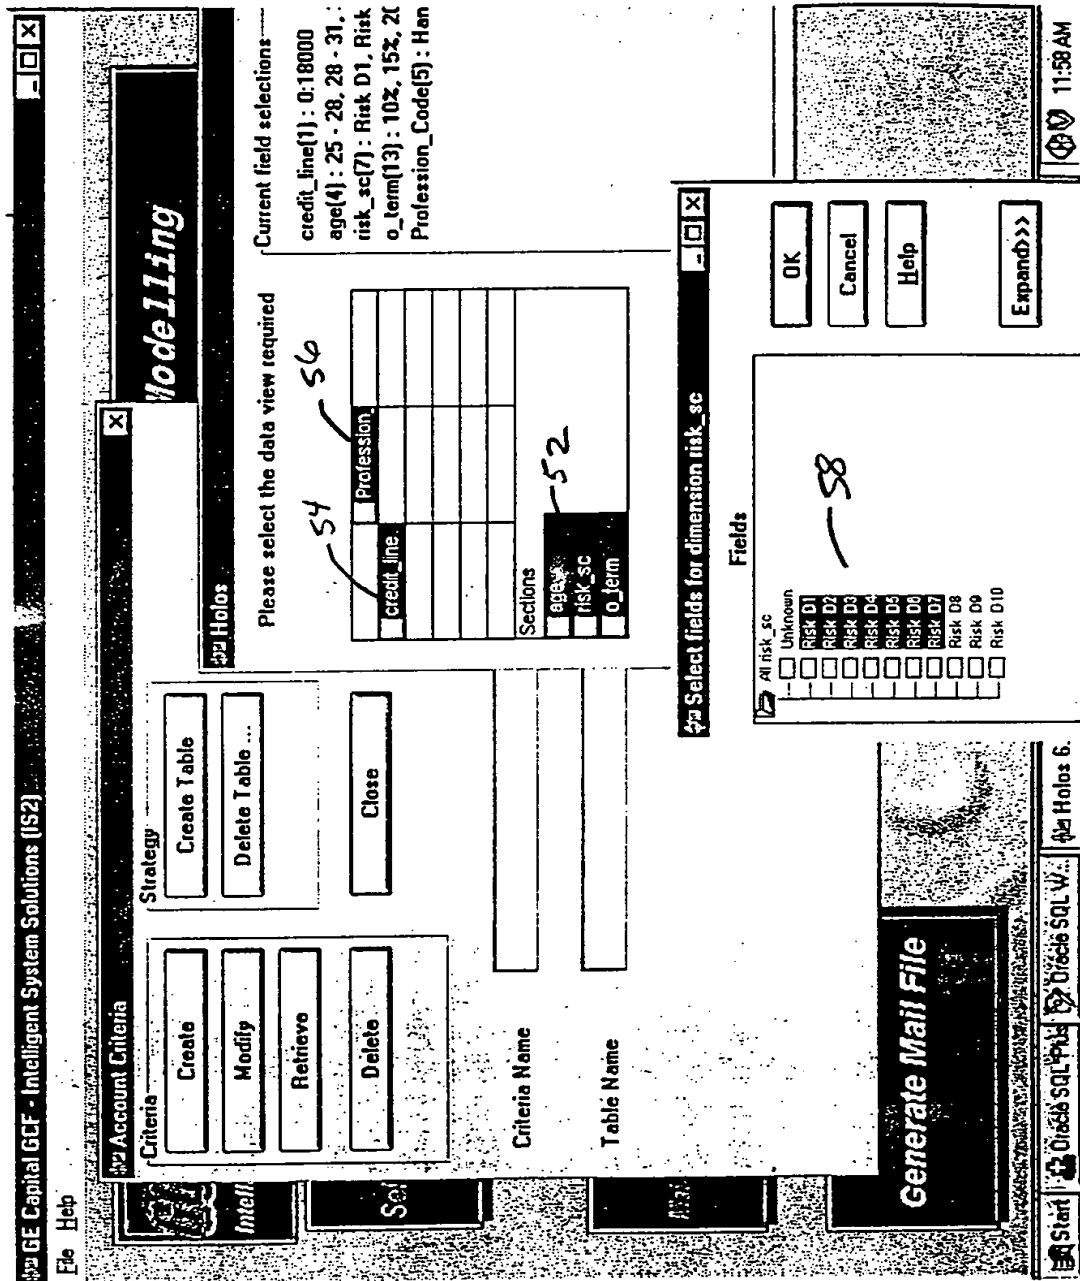 GE Capital GCF - Intelligent System Solutions (IS2)
File Help
Modelling
Account Criteria
Criteria
Create
Modify
Retrieve
Delete
Strategy
Create Table
Delete Table ...
Close
Criteria Name
Table Name
Holos
Please select the data view required
54
56
Profession
credit_line
Sections
age
risk_sc
o_term
52
Current field selections
credit_line(1) : 0:18000
age(4) : 25 - 28, 28 - 31, :
risk_sc(7) : Risk D1, Risk
o_term(13) : 10%, 15%, 20
Profession_Code(5) : Han
Select fields for dimension risk_sc
Fields
All risk_sc
Unknown
Risk D1
Risk D2
Risk D3
Risk D4
Risk D5
Risk D6
Risk D7
Risk D8
Risk D9
Risk D10
58
OK
Cancel
Help
Expand>>>
Intelli
Sel
Generate Mail File
Start
Oracle SQL Plus
Oracle SQL W...
Holos 6.
11:58 AM